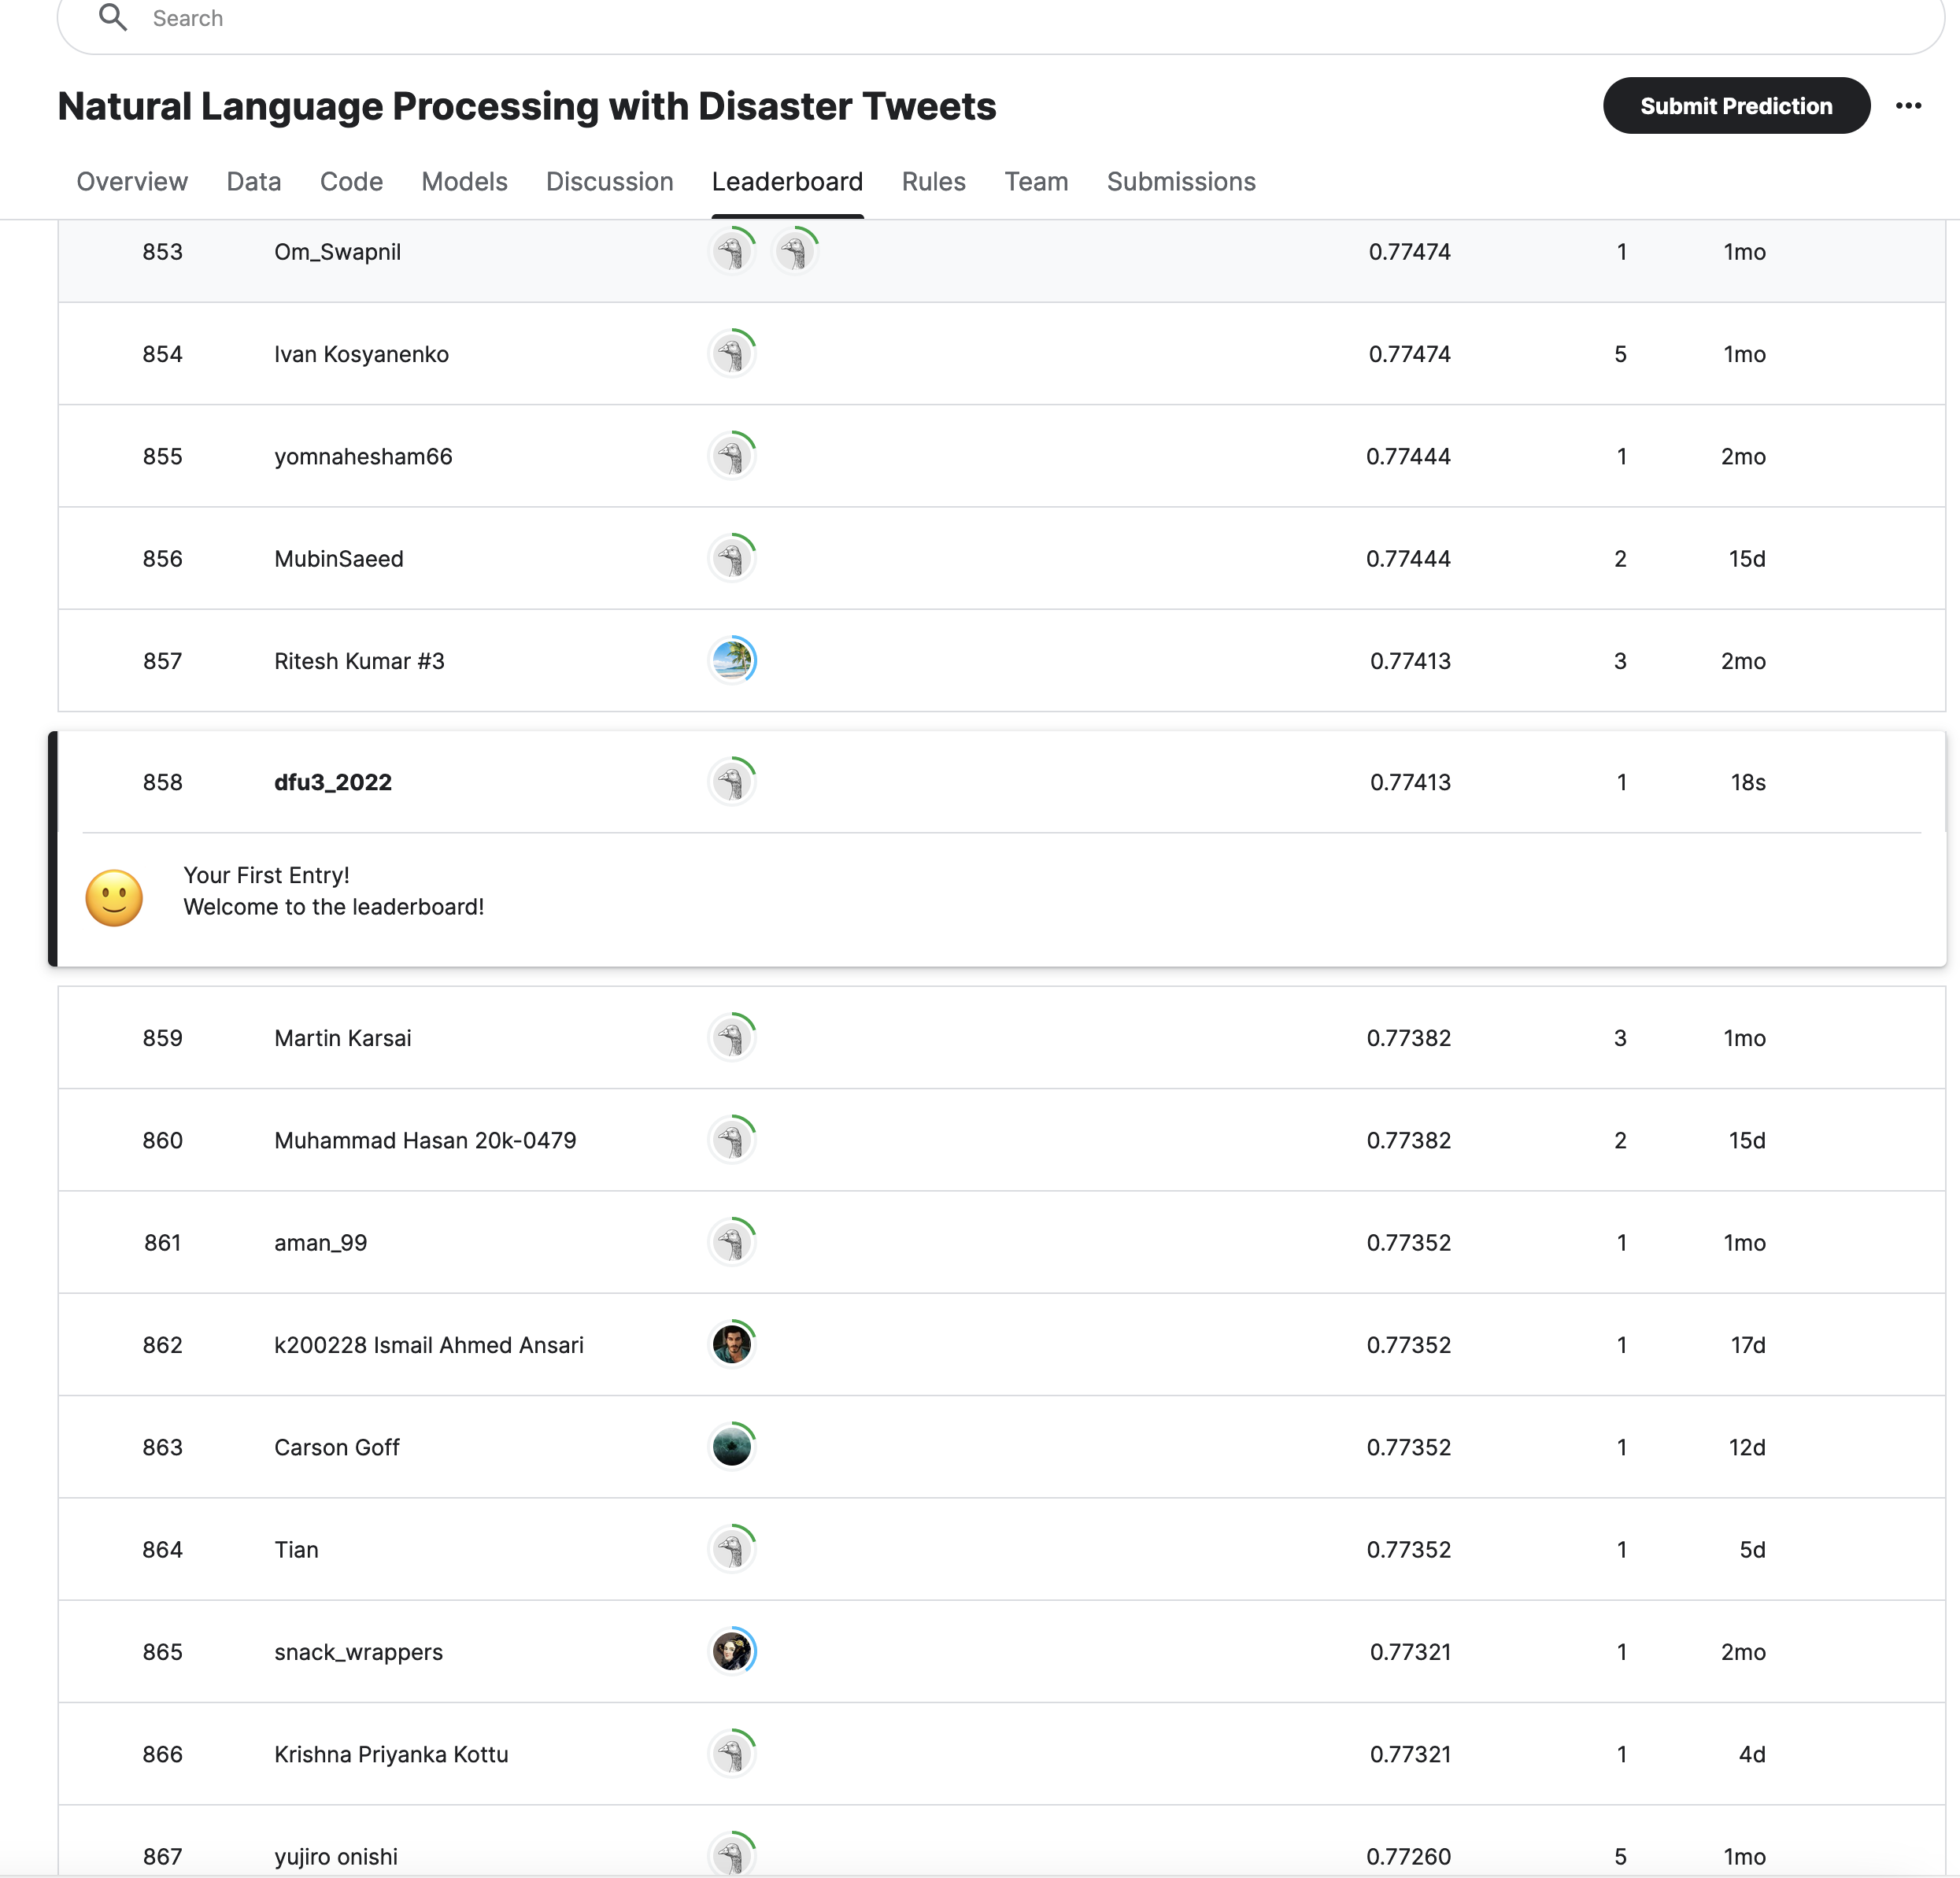 Search
Natural Language Processing with Disaster Tweets
Submit Prediction
Overview Data Code Models Discussion Leaderboard Rules Team Submissions
853 Om_Swapnil 0.77474 1 1mo
854 Ivan Kosyanenko 0.77474 5 1mo
855 yomnahesham66 0.77444 1 2mo
856 MubinSaeed 0.77444 2 15d
857 Ritesh Kumar #3 0.77413 3 2mo
858 dfu3_2022 0.77413 1 18s
Your First Entry!
Welcome to the leaderboard!
859 Martin Karsai 0.77382 3 1mo
860 Muhammad Hasan 20k-0479 0.77382 2 15d
861 aman_99 0.77352 1 1mo
862 k200228 Ismail Ahmed Ansari 0.77352 1 17d
863 Carson Goff 0.77352 1 12d
864 Tian 0.77352 1 5d
865 snack_wrappers 0.77321 1 2mo
866 Krishna Priyanka Kottu 0.77321 1 4d
867 yujiro onishi 0.77260 5 1mo